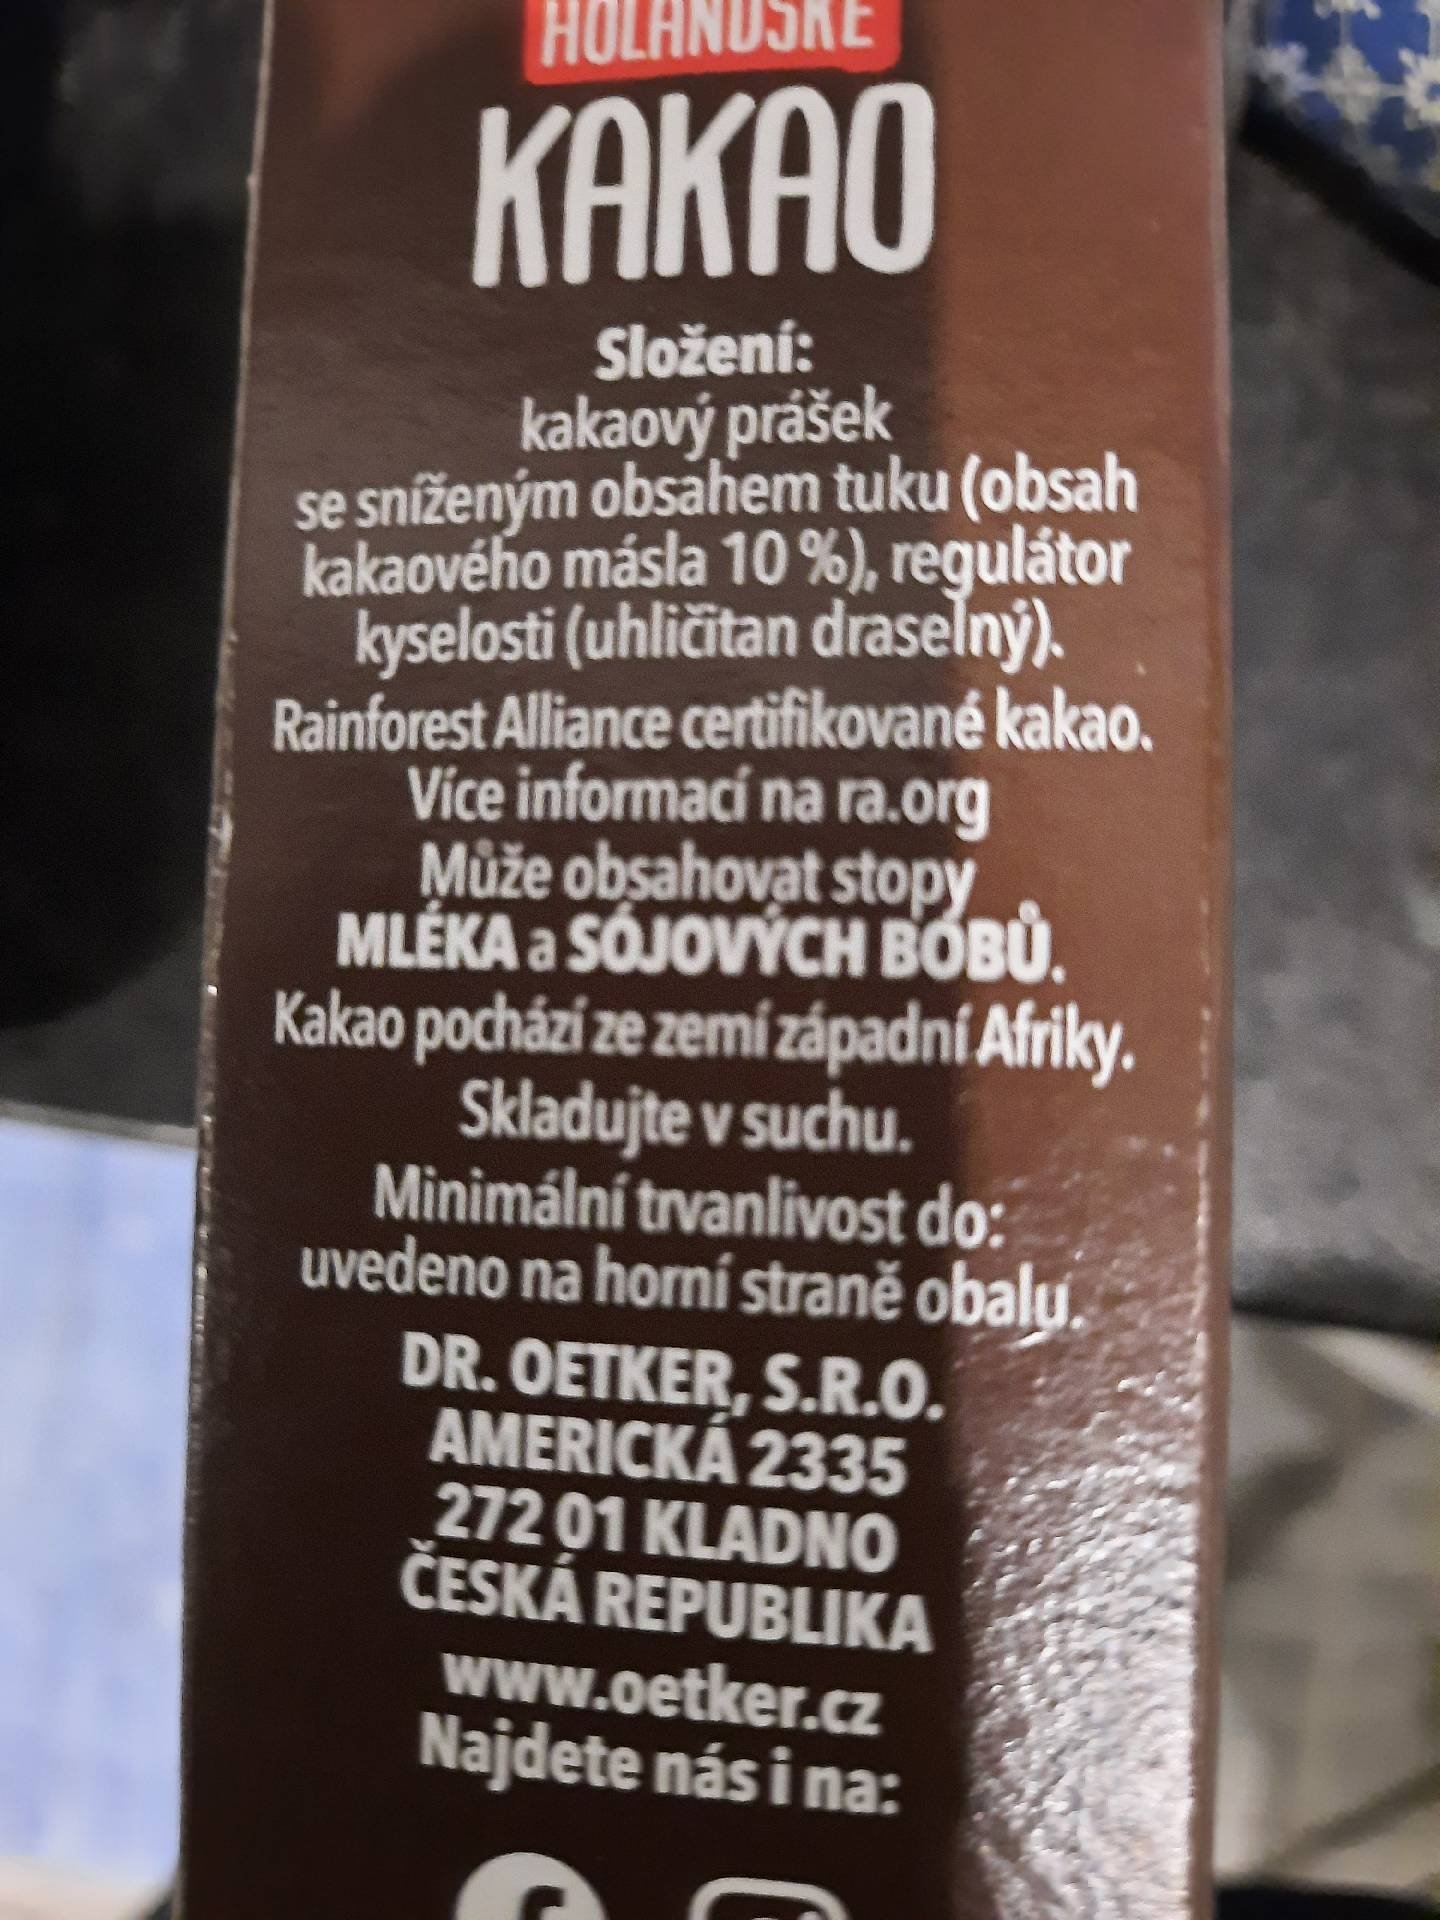 HOLANDSKÉ
KAKAO
Složení:
kakaový prášek
se sníženým obsahem tuku (obsah
kakaového másla 10 %), regulátor
kyselosti (uhličitan draselný).
Rainforest Alliance certifikované kakao.
Více informací na ra.org
Může obsahovat stopy
MLÉKA a SÓJOVÝCH BOBŮ.
Kakao pochází ze zemí západní Afriky.
Skladujte v suchu.
Minimální trvanlivost do:
uvedeno na horní straně obalu.
DR. OETKER, S.R.O.
AMERICKÁ 2335
272 01 KLADNO
ČESKÁ REPUBLIKA
www.oetker.cz
Najdete nás i na: